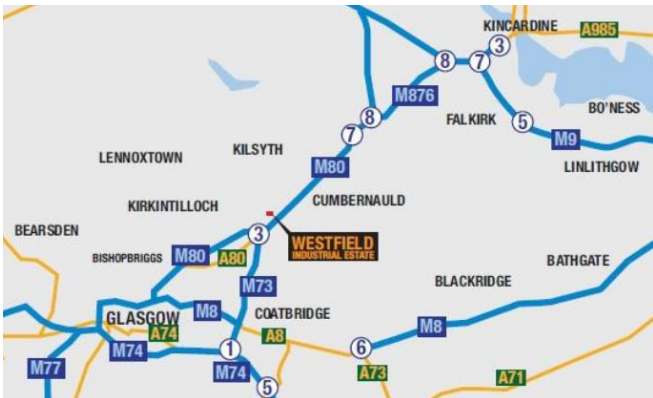 KINCARDINE
A985
3
8
7
M876
BO'NESS
8
FALKIRK
5
7
M9
KILSYTH
LENNOXTOWN
M80
LINLITHGOW
CUMBERNAULD
KIRKINTILLOCH
BEARSDEN
3
WESTFIELD
INDUSTRIAL ESTATE
BISHOPBRIGGS
M80
A80
BATHGATE
M73
BLACKRIDGE
GLASGOW
M8
COATBRIDGE
A74
A8
M8
M74
1
6
M77
M74
A73
A71
5